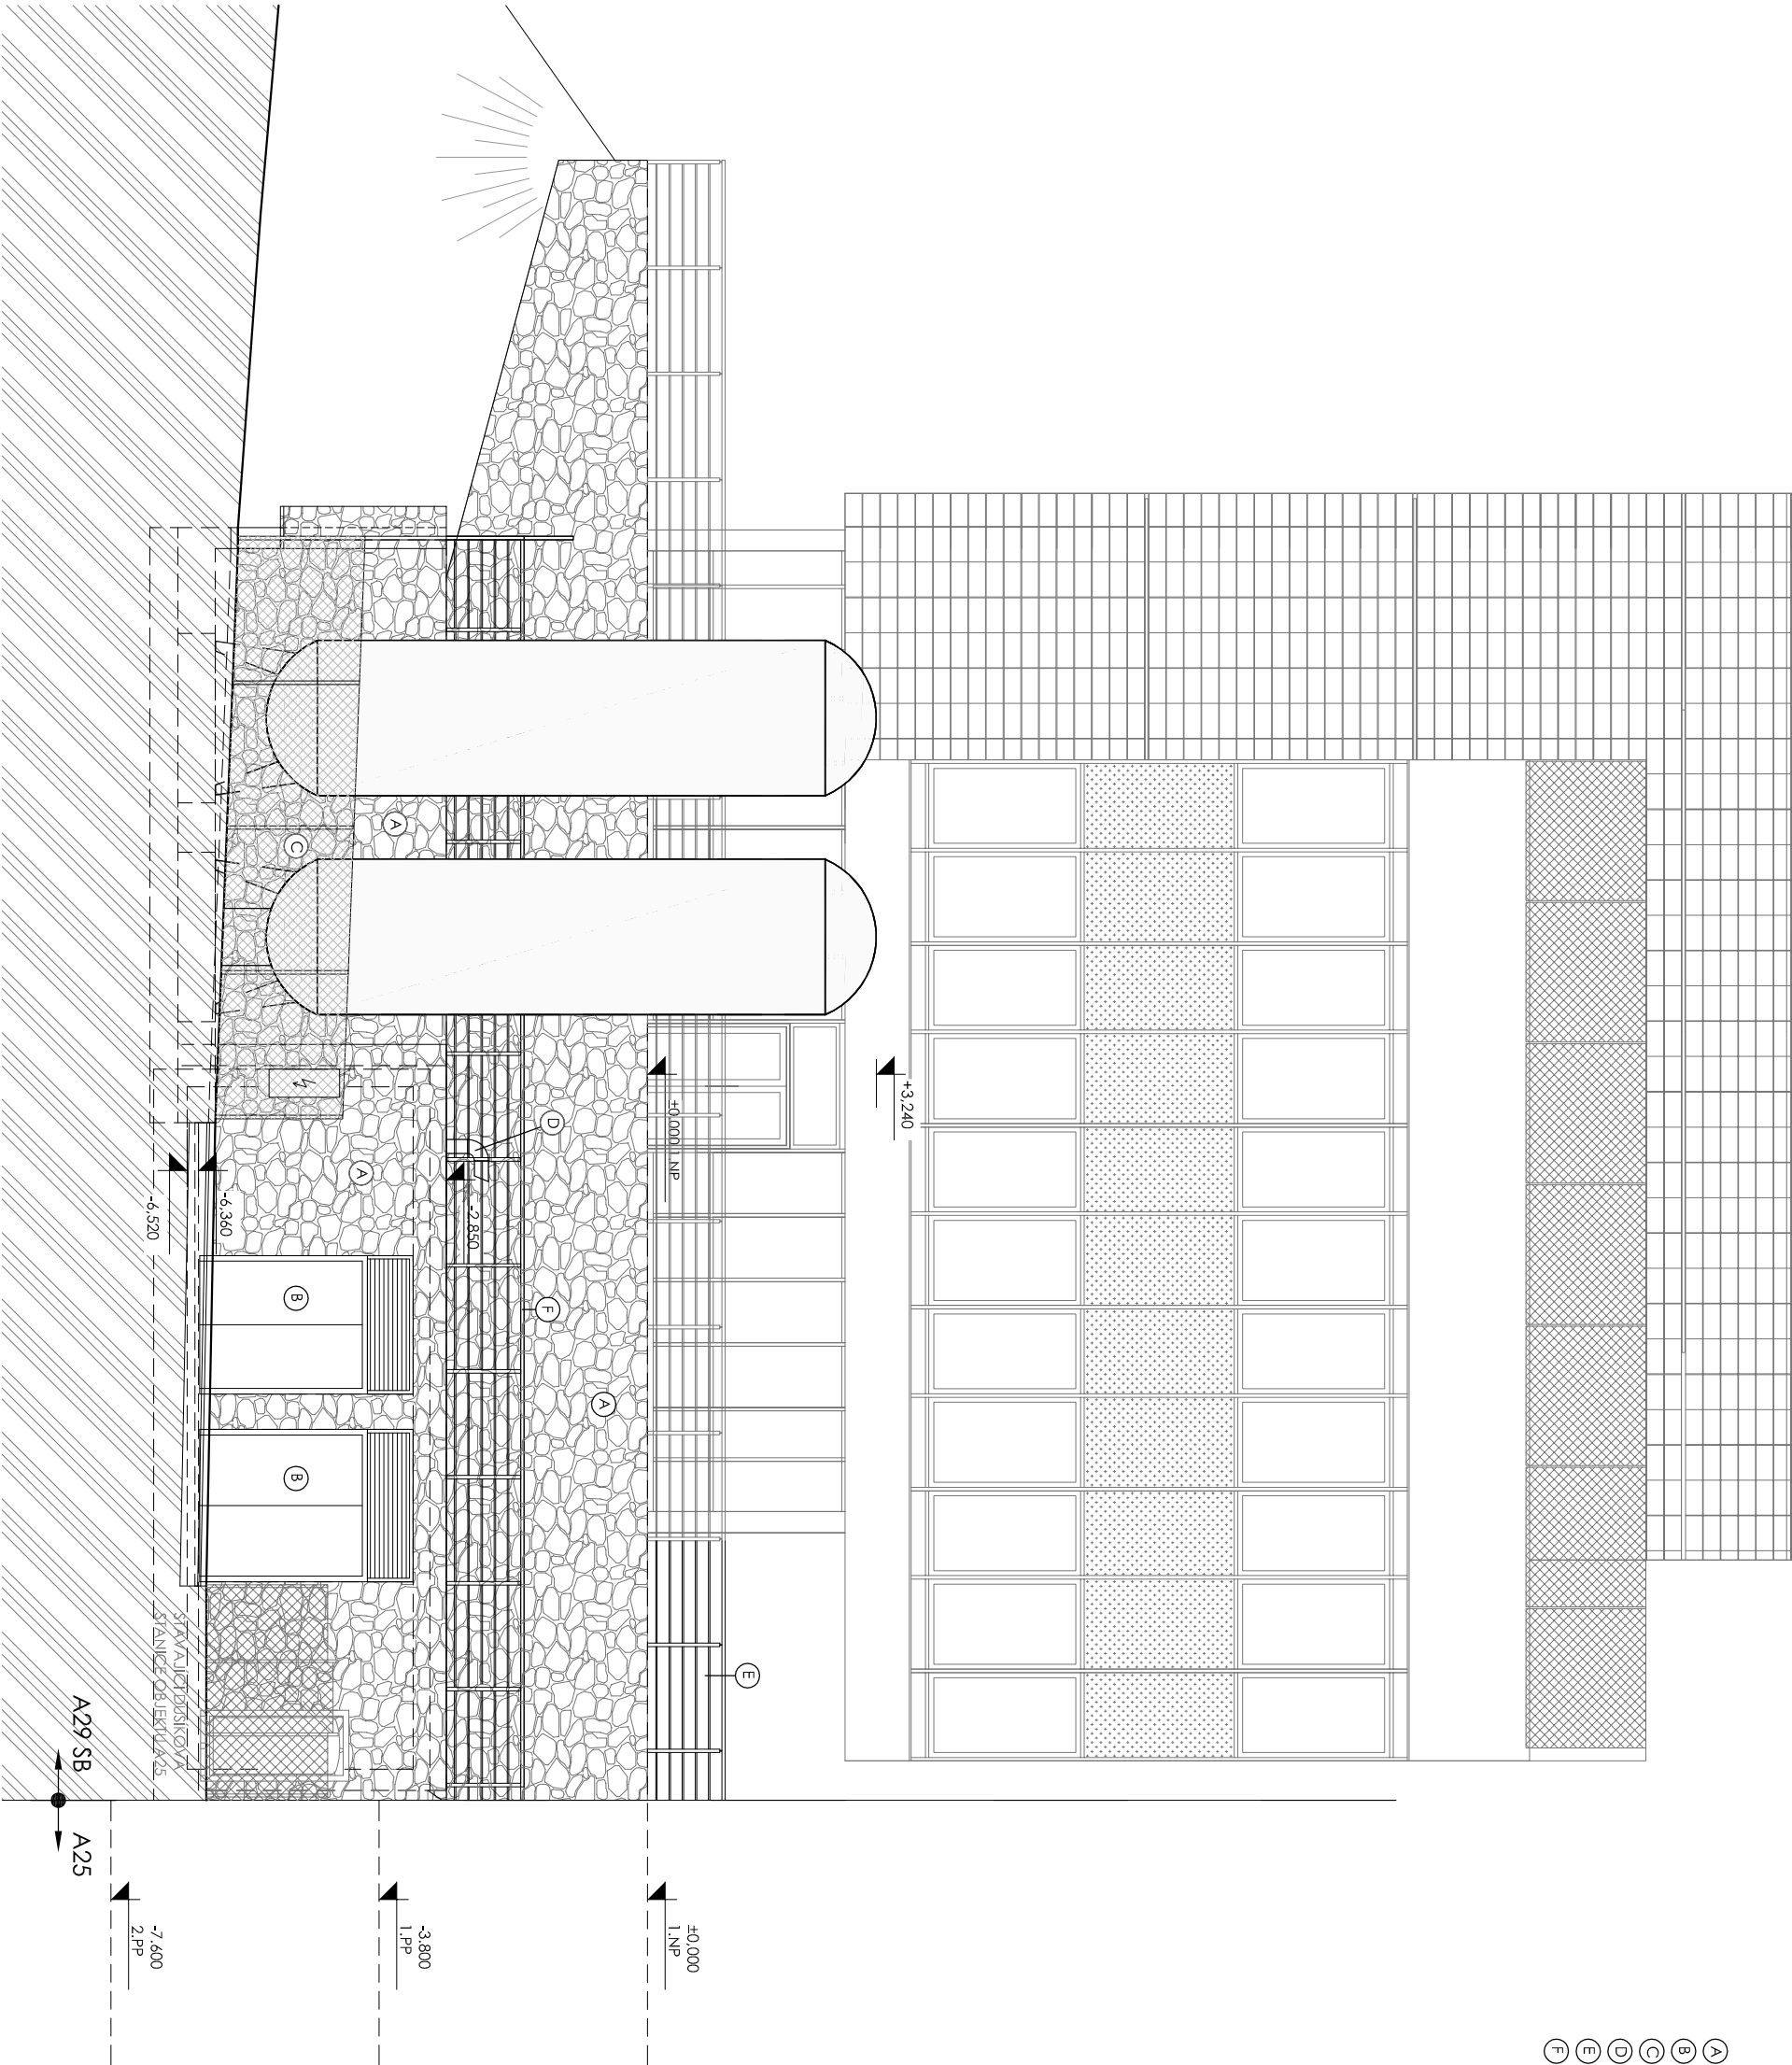 A
B
C
D
E
F
+3,240
E
±0,000
1.NP
±0,000 1.NP
A
D
F
-2,850
-3.800
1.PP
A
A
C
B
B
-6,360
-6,520
STÁVAJÍCÍ DUSÍKOVÁ
STANICE OBJEKTU A25
-7.600
2.PP
A29 SB
A25